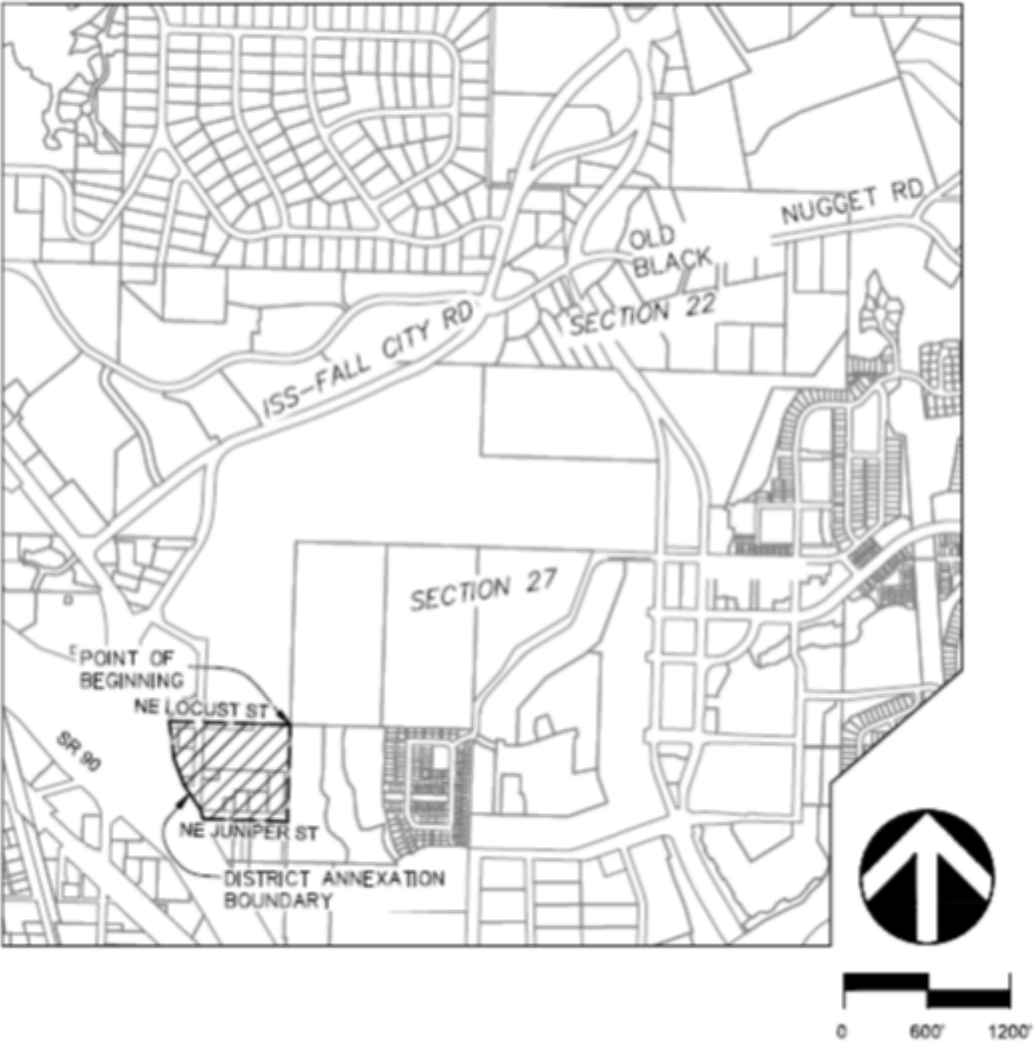 NUGGET RD
OLD
BLACK
SECTION 22
ISS-FALL CITY RD
SECTION 27
POINT OF
BEGINNING
NE LOCUST ST
SR 90
NE JUNIPER ST
DISTRICT ANNEXATION
BOUNDARY
0 600' 1200'